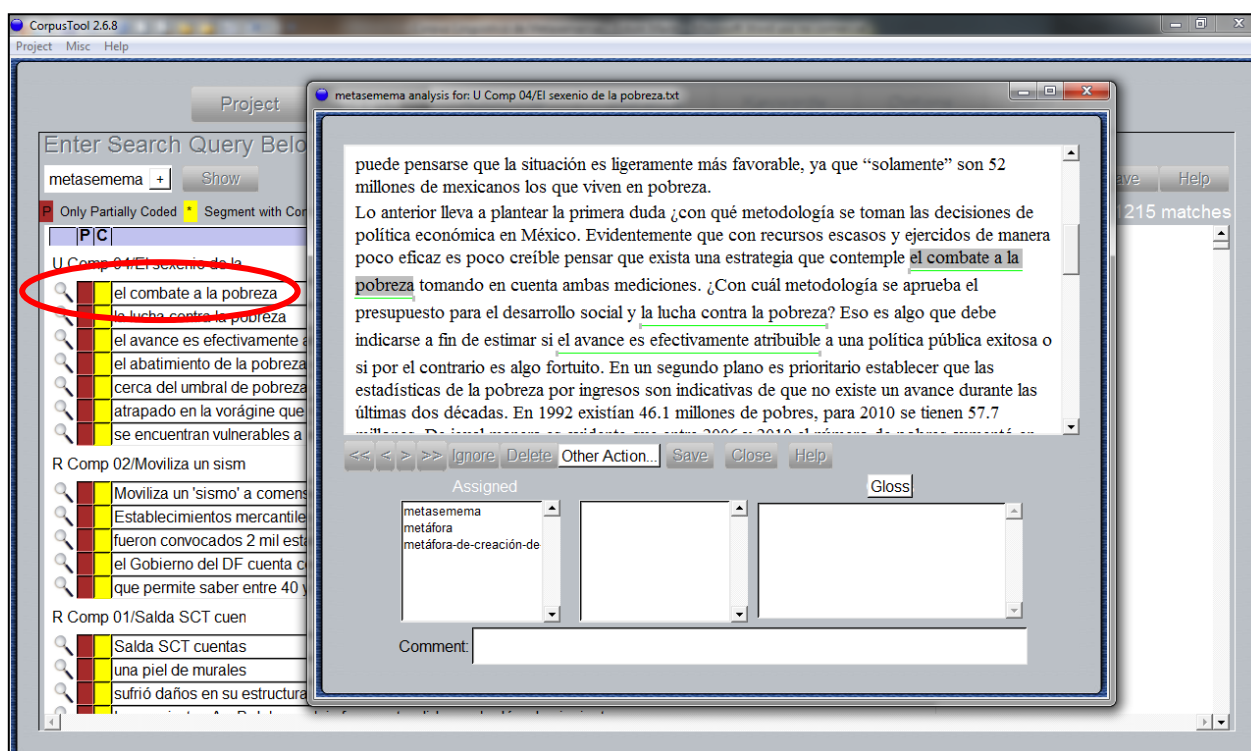 CorpusTool 2.6.8
Project Misc Help
Project
Enter Search Query Belo
metasemema + Show
ave Help
P Only Partially Coded * Segment with Cor
1215 matches
P C
U Comp 04/El sexenio de la
el combate a la pobreza
la lucha contra la pobreza
el avance es efectivamente a
el abatimiento de la pobreza
cerca del umbral de pobreza
atrapado en la vorágine que
se encuentran vulnerables a
R Comp 02/Moviliza un sism
Moviliza un 'sismo' a comens
Establecimientos mercantile
fueron convocados 2 mil esta
el Gobierno del DF cuenta c
que permite saber entre 40 y
R Comp 01/Salda SCT cuen
Salda SCT cuentas
una piel de murales
sufrió daños en su estructura
metasemema analysis for: U Comp 04/El sexenio de la pobreza.txt
puede pensarse que la situación es ligeramente más favorable, ya que “solamente” son 52
millones de mexicanos los que viven en pobreza.
Lo anterior lleva a plantear la primera duda ¿con qué metodología se toman las decisiones de
política económica en México. Evidentemente que con recursos escasos y ejercidos de manera
poco eficaz es poco creíble pensar que exista una estrategia que contemple el combate a la
pobreza tomando en cuenta ambas mediciones. ¿Con cuál metodología se aprueba el
presupuesto para el desarrollo social y la lucha contra la pobreza? Eso es algo que debe
indicarse a fin de estimar si el avance es efectivamente atribuible a una política pública exitosa o
si por el contrario es algo fortuito. En un segundo plano es prioritario establecer que las
estadísticas de la pobreza por ingresos son indicativas de que no existe un avance durante las
últimas dos décadas. En 1992 existían 46.1 millones de pobres, para 2010 se tienen 57.7
<< < > >> Ignore Delete Other Action... Save Close Help
Assigned
Gloss
metasemema
metáfora
metáfora-de-creación-de
Comment: